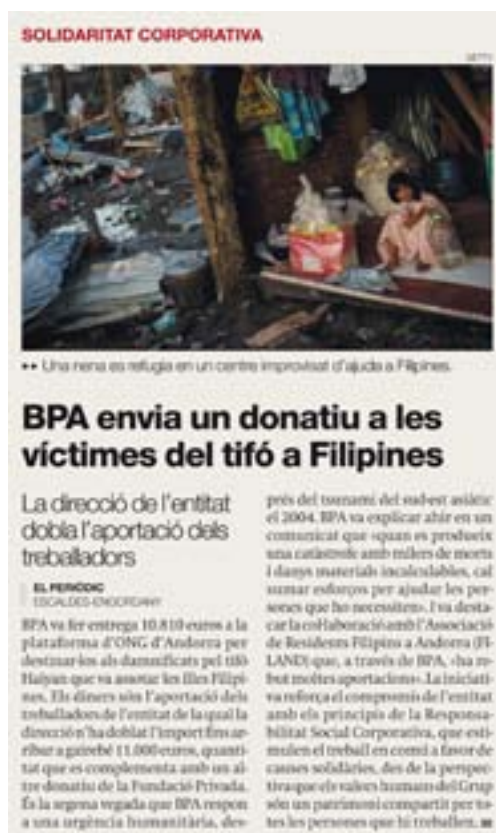 SOLIDARITAT CORPORATIVA
GETTY
▸▸ Una nena es refugia en un centre improvisat d'ajuda a Filipines.
BPA envia un donatiu a les
víctimes del tifó a Filipines
La direcció de l'entitat
dobla l'aportació dels
treballadors
EL PERIÒDIC
ESCALDES-ENGORDANY
BPA va fer entrega 10.810 euros a la
plataforma d'ONG d'Andorra per
destinar-los als damnificats pel tifó
Haiyan que va assotar les Illes Filipi-
nes. Els diners són l'aportació dels
treballadors de l'entitat de la qual la
direcció n'ha doblat l'import fins ar-
ribar a gairebé 11.000 euros, quanti-
tat que es complementa amb un al-
tre donatiu de la Fundació Privada.
És la segona vegada que BPA respon
a una urgència humanitària, des-
prés del tsunami del sud-est asiàtic
el 2004. BPA va explicar ahir en un
comunicat que «quan es produeix
una catàstrofe amb milers de morts
i danys materials incalculables, cal
sumar esforços per ajudar les per-
sones que ho necessiten». I va desta-
car la col·laboració amb l'Associació
de Residents Filipins a Andorra (FI-
LAND) que, a través de BPA, «ha re-
but moltes aportacions». La iniciati-
va reforça el compromís de l'entitat
amb els principis de la Responsa-
bilitat Social Corporativa, que esti-
mulen el treball en comú a favor de
causes solidàries, des de la perspec-
tiva que els valors humans del Grup
són un patrimoni compartit per to-
tes les persones que hi treballen. ■